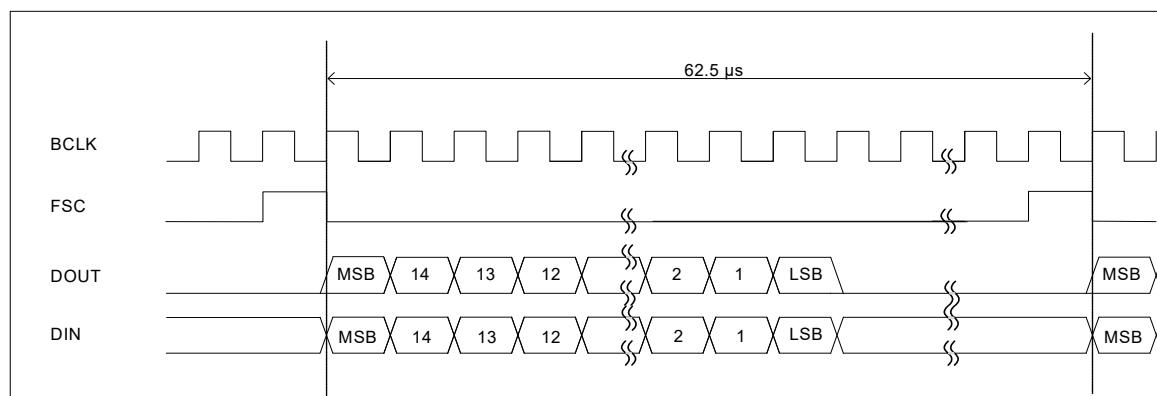 62.5 µs
BCLK
FSC
DOUT MSB 14 13 12 2 1 LSB MSB
DIN MSB 14 13 12 2 1 LSB MSB